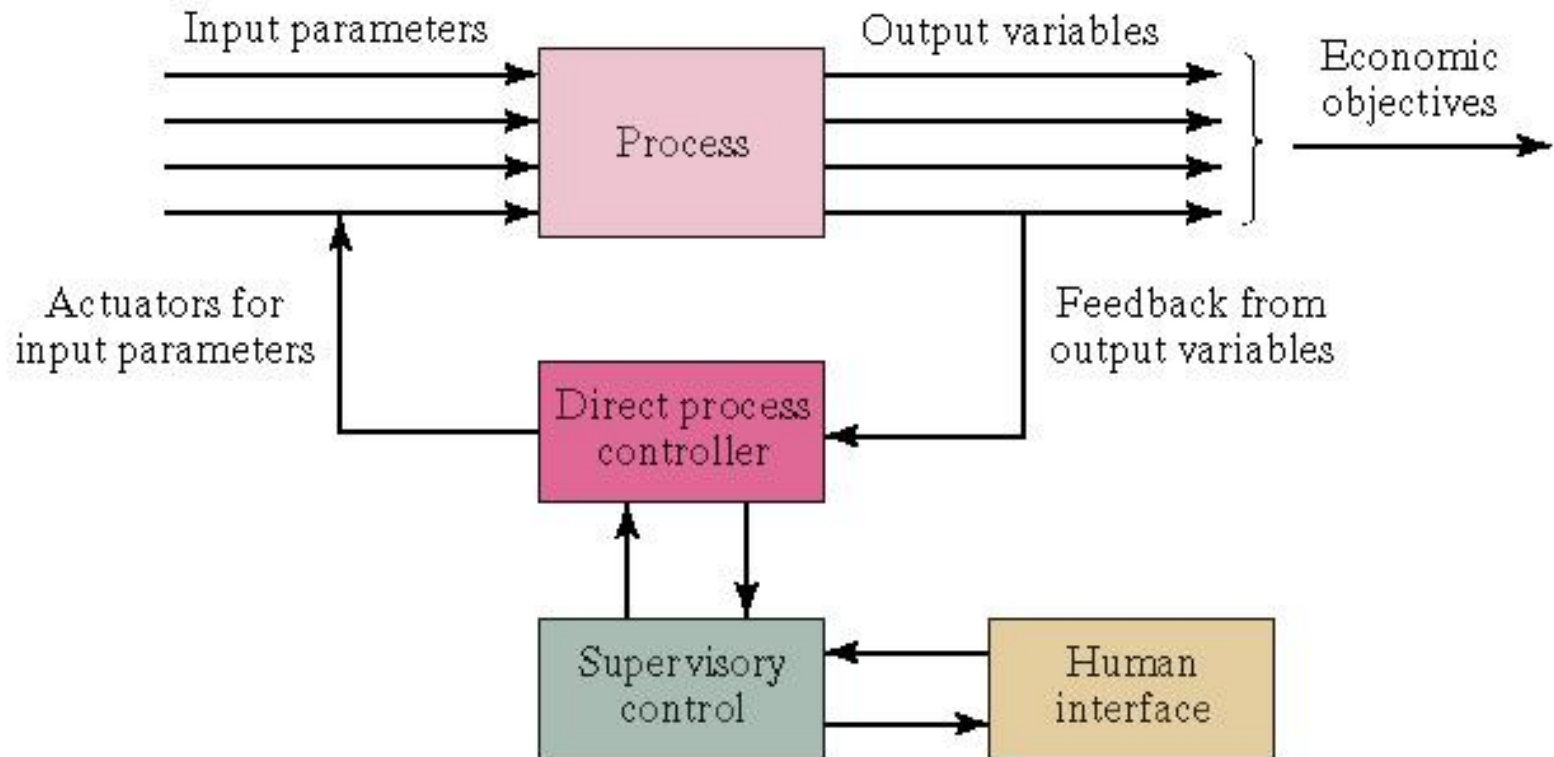 Input parameters
Output variables
Economic
objectives
Process
Actuators for
input parameters
Feedback from
output variables
Direct process
controller
Supervisory
control
Human
interface